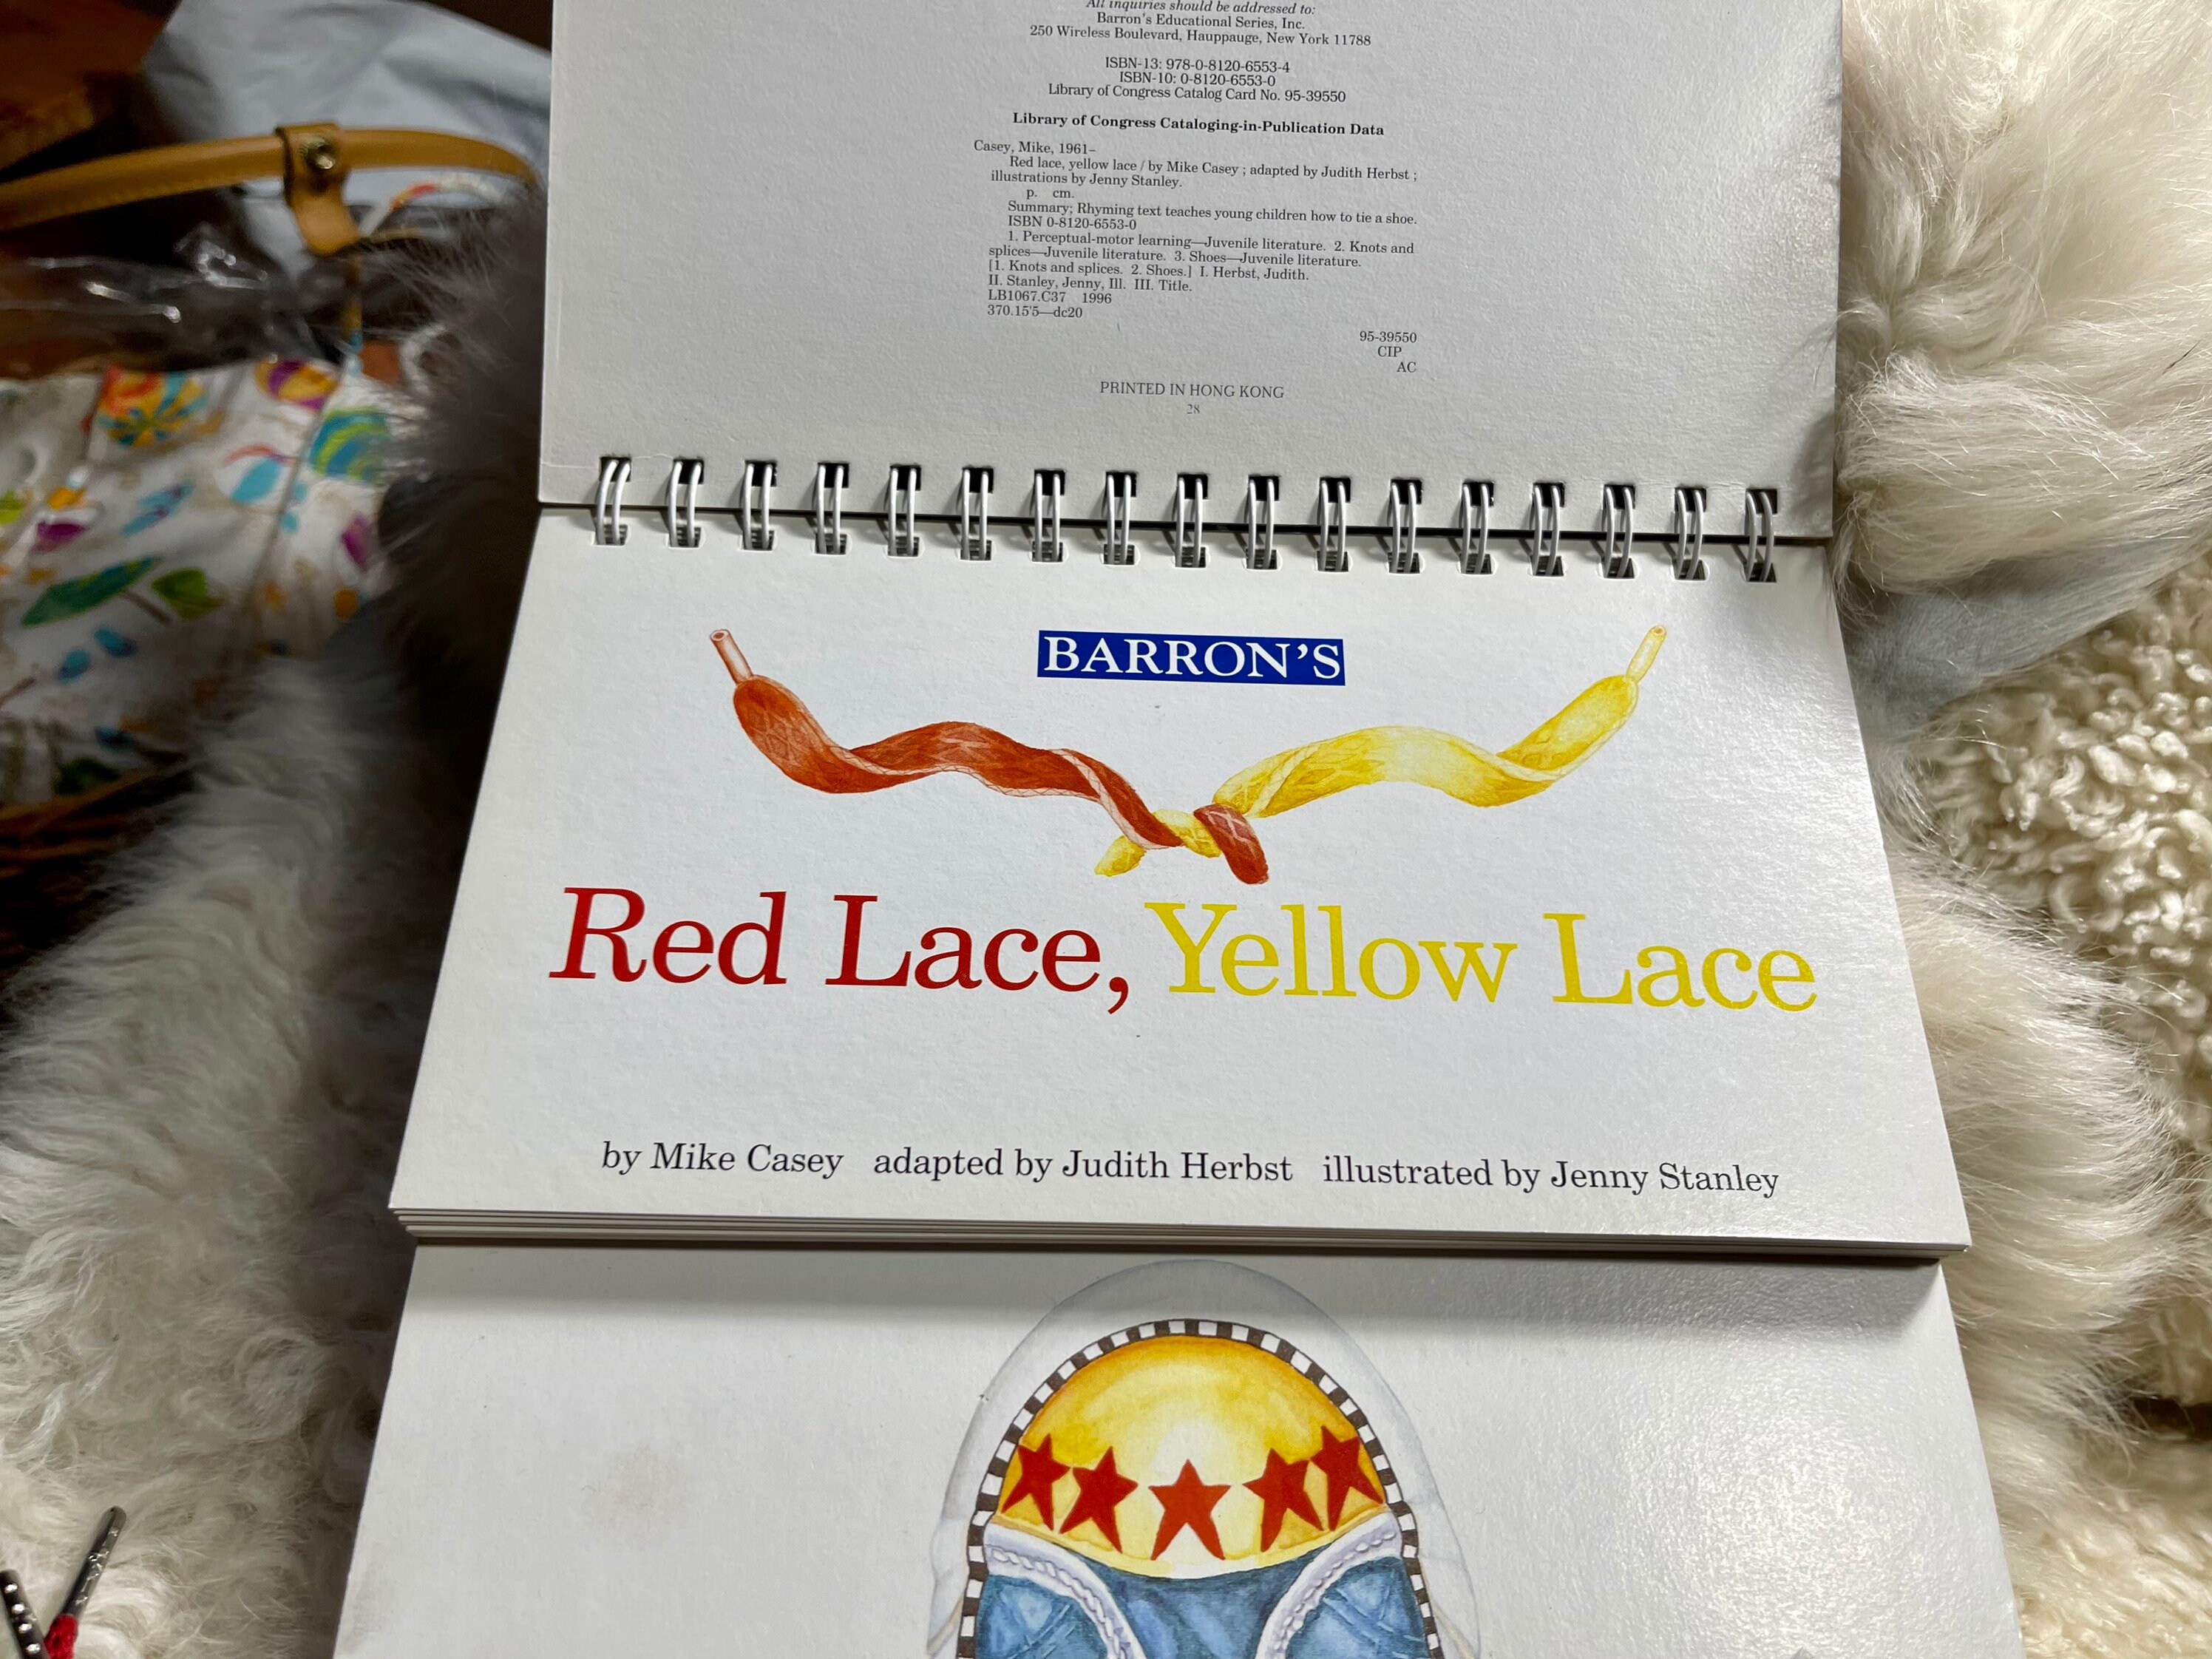 All inquiries should be addressed to:
Barron's Educational Series, Inc.
250 Wireless Boulevard, Hauppauge, New York 11788
ISBN-13: 978-0-8120-6553-4
ISBN-10: 0-8120-6553-0
Library of Congress Catalog Card No. 95-39550
Library of Congress Cataloging-in-Publication Data
Casey, Mike, 1961–
Red lace, yellow lace / by Mike Casey ; adapted by Judith Herbst ;
illustrations by Jenny Stanley.
p. cm.
Summary: Rhyming text teaches young children how to tie a shoe.
ISBN 0-8120-6553-0
1. Perceptual-motor learning—Juvenile literature. 2. Knots and
splices—Juvenile literature. 3. Shoes—Juvenile literature.
[1. Knots and splices. 2. Shoes.] I. Herbst, Judith.
II. Stanley, Jenny, Ill. III. Title.
LB1067.C37 1996
370.15'5—dc20
95-39550
CIP
AC
PRINTED IN HONG KONG
28
BARRON'S
Red Lace, Yellow Lace
by Mike Casey adapted by Judith Herbst illustrated by Jenny Stanley